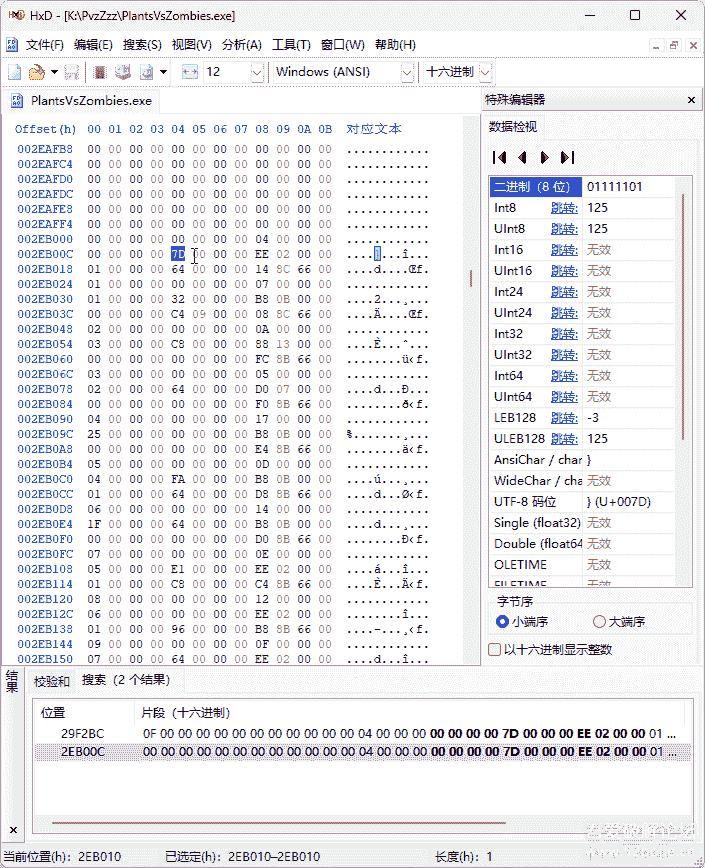 HxD - [K:\PvzZzz\PlantsVsZombies.exe]
文件(F) 编辑(E) 搜索(S) 视图(V) 分析(A) 工具(T) 窗口(W) 帮助(H)
12 Windows (ANSI) 十六进制
PlantsVsZombies.exe
Offset(h) 00 01 02 03 04 05 06 07 08 09 0A 0B 对应文本
002EAFB8 00 00 00 00 00 00 00 00 00 00 00 00 ............
002EAFC4 00 00 00 00 00 00 00 00 00 00 00 00 ............
002EAFD0 00 00 00 00 00 00 00 00 00 00 00 00 ............
002EAFDC 00 00 00 00 00 00 00 00 00 00 00 00 ............
002EAFE8 00 00 00 00 00 00 00 00 00 00 00 00 ............
002EAFF4 00 00 00 00 00 00 00 00 00 00 00 00 ............
002EB000 00 00 00 00 00 00 00 00 04 00 00 00 ............
002EB00C 00 00 00 00 7D 00 00 00 EE 02 00 00 ....}...î...
002EB018 01 00 00 00 64 00 00 00 14 8C 66 00 ....d....Œf.
002EB024 01 00 00 00 00 00 00 00 07 00 00 00 ............
002EB030 01 00 00 00 32 00 00 00 B8 0B 00 00 ....2...¸...
002EB03C 00 00 00 00 C4 09 00 00 08 8C 66 00 ....Ä....Œf.
002EB048 02 00 00 00 00 00 00 00 0A 00 00 00 ............
002EB054 03 00 00 00 C8 00 00 00 88 13 00 00 ....È...ˆ...
002EB060 00 00 00 00 00 00 00 00 FC 8B 66 00 ........ü‹f.
002EB06C 03 00 00 00 00 00 00 00 05 00 00 00 ............
002EB078 02 00 00 00 64 00 00 00 D0 07 00 00 ....d...Ð...
002EB084 00 00 00 00 00 00 00 00 F0 8B 66 00 ........ð‹f.
002EB090 04 00 00 00 00 00 00 00 17 00 00 00 ............
002EB09C 25 00 00 00 00 00 00 00 B8 0B 00 00 %.......¸...
002EB0A8 00 00 00 00 00 00 00 00 E4 8B 66 00 ........ä‹f.
002EB0B4 05 00 00 00 00 00 00 00 0D 00 00 00 ............
002EB0C0 04 00 00 00 FA 00 00 00 B8 0B 00 00 ....ú...¸...
002EB0CC 01 00 00 00 64 00 00 00 D8 8B 66 00 ....d...Ø‹f.
002EB0D8 06 00 00 00 00 00 00 00 14 00 00 00 ............
002EB0E4 1F 00 00 00 64 00 00 00 B8 0B 00 00 ....d...¸...
002EB0F0 00 00 00 00 00 00 00 00 D0 8B 66 00 ........Ð‹f.
002EB0FC 07 00 00 00 00 00 00 00 0E 00 00 00 ............
002EB108 05 00 00 00 E1 00 00 00 EE 02 00 00 ....á...î...
002EB114 01 00 00 00 C8 00 00 00 C4 8B 66 00 ....È...Ä‹f.
002EB120 08 00 00 00 00 00 00 00 12 00 00 00 ............
002EB12C 06 00 00 00 00 00 00 00 EE 02 00 00 ........î...
002EB138 01 00 00 00 96 00 00 00 B8 8B 66 00 ....–...¸‹f.
002EB144 09 00 00 00 00 00 00 00 0F 00 00 00 ............
002EB150 07 00 00 00 64 00 00 00 EE 02 00 00 ....d...î...
特殊编辑器
数据检视
二进制（8 位） 01111101
Int8 跳转: 125
UInt8 跳转: 125
Int16 跳转: 无效
UInt16 跳转: 无效
Int24 跳转: 无效
UInt24 跳转: 无效
Int32 跳转: 无效
UInt32 跳转: 无效
Int64 跳转: 无效
UInt64 跳转: 无效
LEB128 跳转: -3
ULEB128 跳转: 125
AnsiChar / char }
WideChar / cha 无效
UTF-8 码位 } (U+007D)
Single (float32) 无效
Double (float64 无效
OLETIME 无效
FILETIME 无效
字节序
小端序 大端序
以十六进制显示整数
结果
校验和 搜索（2 个结果）
位置 片段（十六进制）
29F2BC 0F 00 00 00 00 00 00 00 00 00 00 00 04 00 00 00 00 00 00 00 7D 00 00 00 EE 02 00 00 01 ...
2EB00C 00 00 00 00 00 00 00 00 00 00 00 00 04 00 00 00 00 00 00 00 7D 00 00 00 EE 02 00 00 01 ...
当前位置(h): 2EB010 已选定(h): 2EB010-2EB010 长度(h): 1